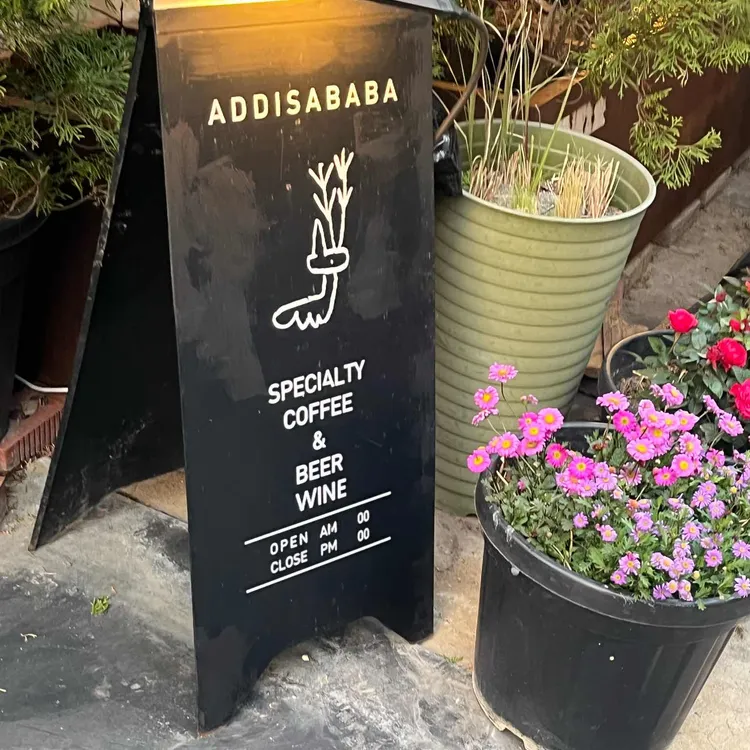 ADDISABABA
SPECIALTY
COFFEE
&
BEER
WINE
OPEN AM 00
CLOSE PM 00